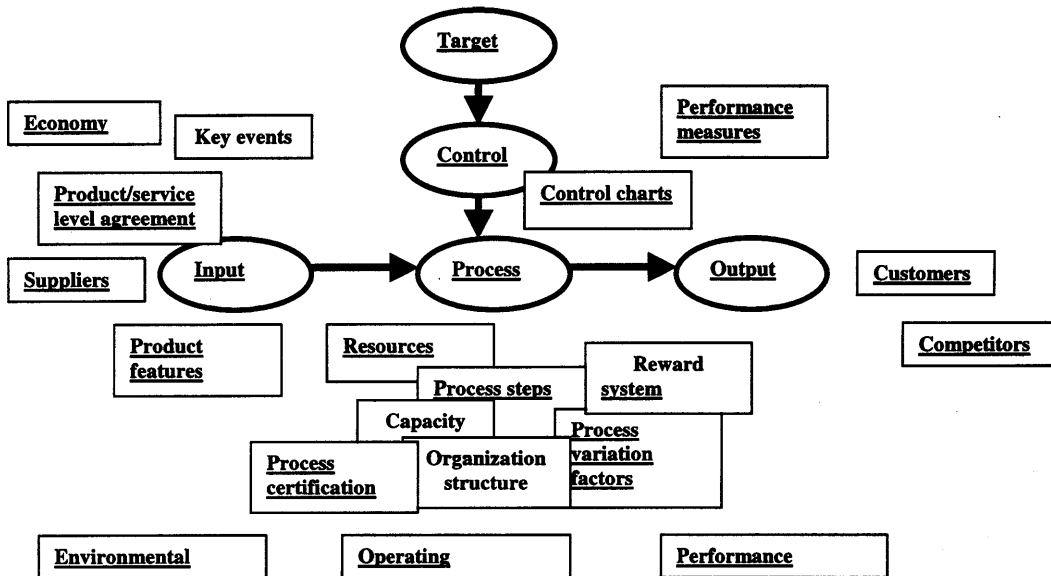 Target
Economy
Key events
Performance
measures
Control
Product/service
level agreement
Control charts
Suppliers
Input
Process
Output
Customers
Product
features
Resources
Reward
system
Competitors
Process steps
Capacity
Process
variation
factors
Process
certification
Organization
structure
Environmental
Operating
Performance